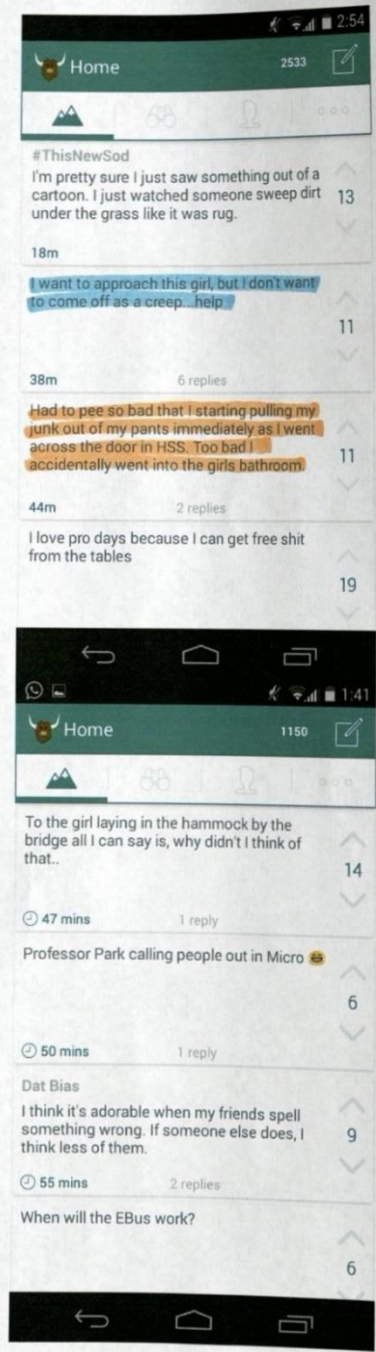 2:54
Home
2533
#ThisNewSod
I'm pretty sure I just saw something out of a
cartoon. I just watched someone sweep dirt
under the grass like it was rug.
13
18m
I want to approach this girl, but I don't want
to come off as a creep...help
11
38m
6 replies
Had to pee so bad that I starting pulling my
junk out of my pants immediately as I went
across the door in HSS. Too bad I
accidentally went into the girls bathroom.
11
44m
2 replies
I love pro days because I can get free shit
from the tables
19
1:41
Home
1150
To the girl laying in the hammock by the
bridge all I can say is, why didn't I think of
that..
14
47 mins
1 reply
Professor Park calling people out in Micro 😄
6
50 mins
1 reply
Dat Bias
I think it's adorable when my friends spell
something wrong. If someone else does, I
think less of them.
9
55 mins
2 replies
When will the EBus work?
6